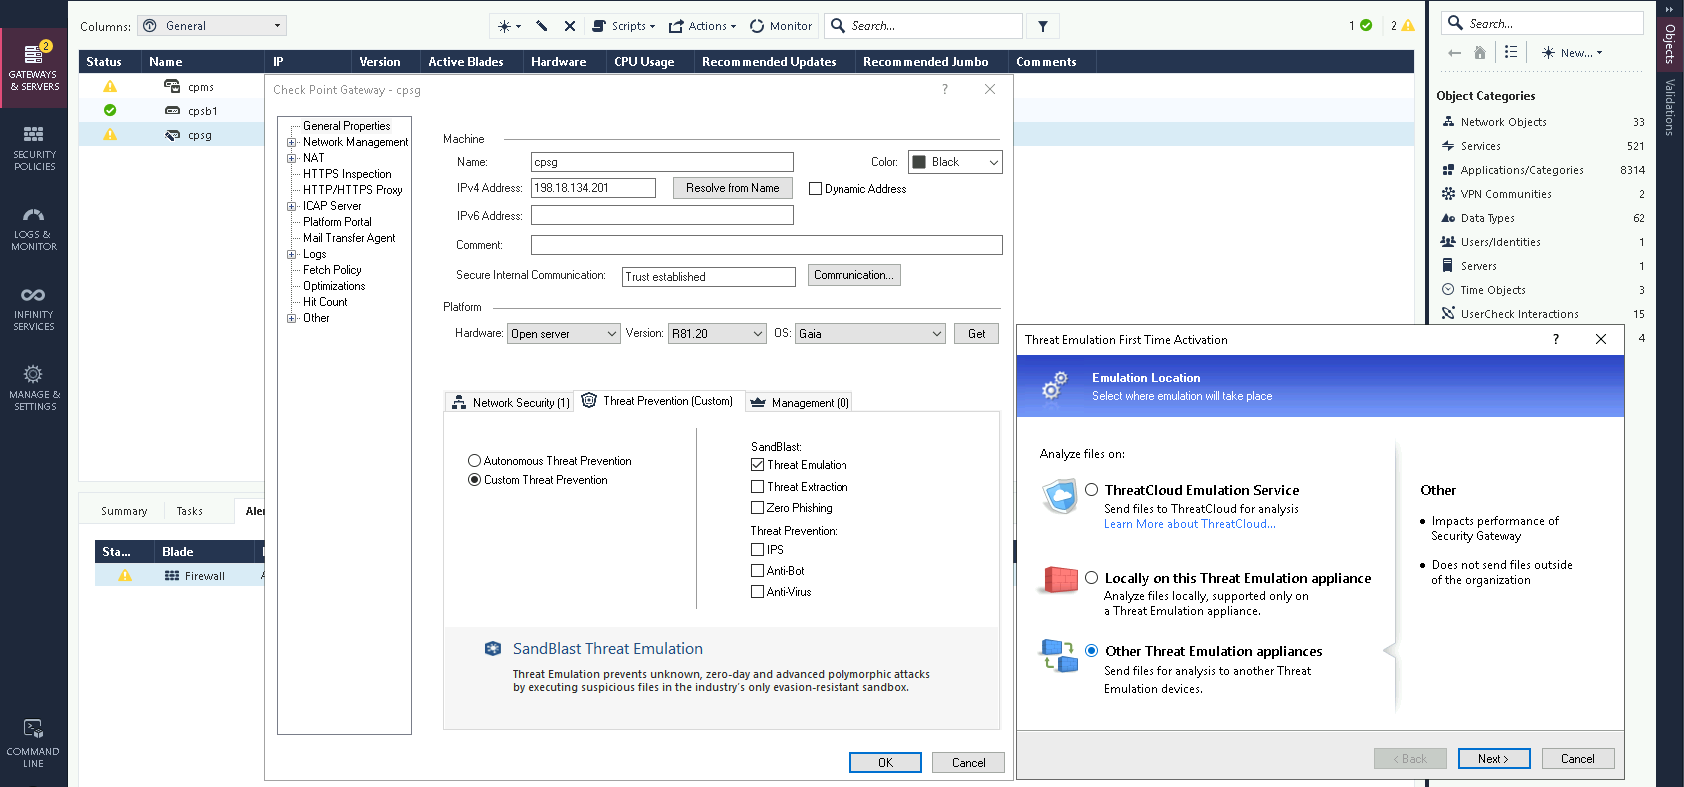 Columns: General
Scripts Actions Monitor Search... 1 2
Status Name IP Version Active Blades Hardware CPU Usage Recommended Updates Recommended Jumbo Comments
cpms
cpsb1
cpsg
2
GATEWAYS
& SERVERS
SECURITY
POLICIES
LOGS &
MONITOR
INFINITY
SERVICES
MANAGE &
SETTINGS
COMMAND
LINE
Summary Tasks Aler
Sta... Blade
Firewall
Check Point Gateway - cpsg ?
General Properties
Network Management
NAT
HTTPS Inspection
HTTP/HTTPS Proxy
ICAP Server
Platform Portal
Mail Transfer Agent
Logs
Fetch Policy
Optimizations
Hit Count
Other
Machine
Name: cpsg Color: Black
IPv4 Address: 198.18.134.201 Resolve from Name Dynamic Address
IPv6 Address:
Comment:
Secure Internal Communication: Trust established Communication...
Platform
Hardware: Open server Version: R81.20 OS: Gaia Get
Network Security (1) Threat Prevention (Custom) Management (0)
Autonomous Threat Prevention
Custom Threat Prevention
SandBlast:
Threat Emulation
Threat Extraction
Zero Phishing
Threat Prevention:
IPS
Anti-Bot
Anti-Virus
SandBlast Threat Emulation
Threat Emulation prevents unknown, zero-day and advanced polymorphic attacks
by executing suspicious files in the industry's only evasion-resistant sandbox.
OK Cancel
Threat Emulation First Time Activation ?
Emulation Location
Select where emulation will take place
Analyze files on:
ThreatCloud Emulation Service
Send files to ThreatCloud for analysis
Learn More about ThreatCloud...
Locally on this Threat Emulation appliance
Analyze files locally, supported only on
a Threat Emulation appliance.
Other Threat Emulation appliances
Send files for analysis to another Threat
Emulation devices.
Other
• Impacts performance of
Security Gateway
• Does not send files outside
of the organization
< Back Next > Cancel
Search...
New...
Object Categories
Network Objects 33
Services 521
Applications/Categories 8314
VPN Communities 2
Data Types 62
Users/Identities 1
Servers 1
Time Objects 3
UserCheck Interactions 15
4
Objects
Validations